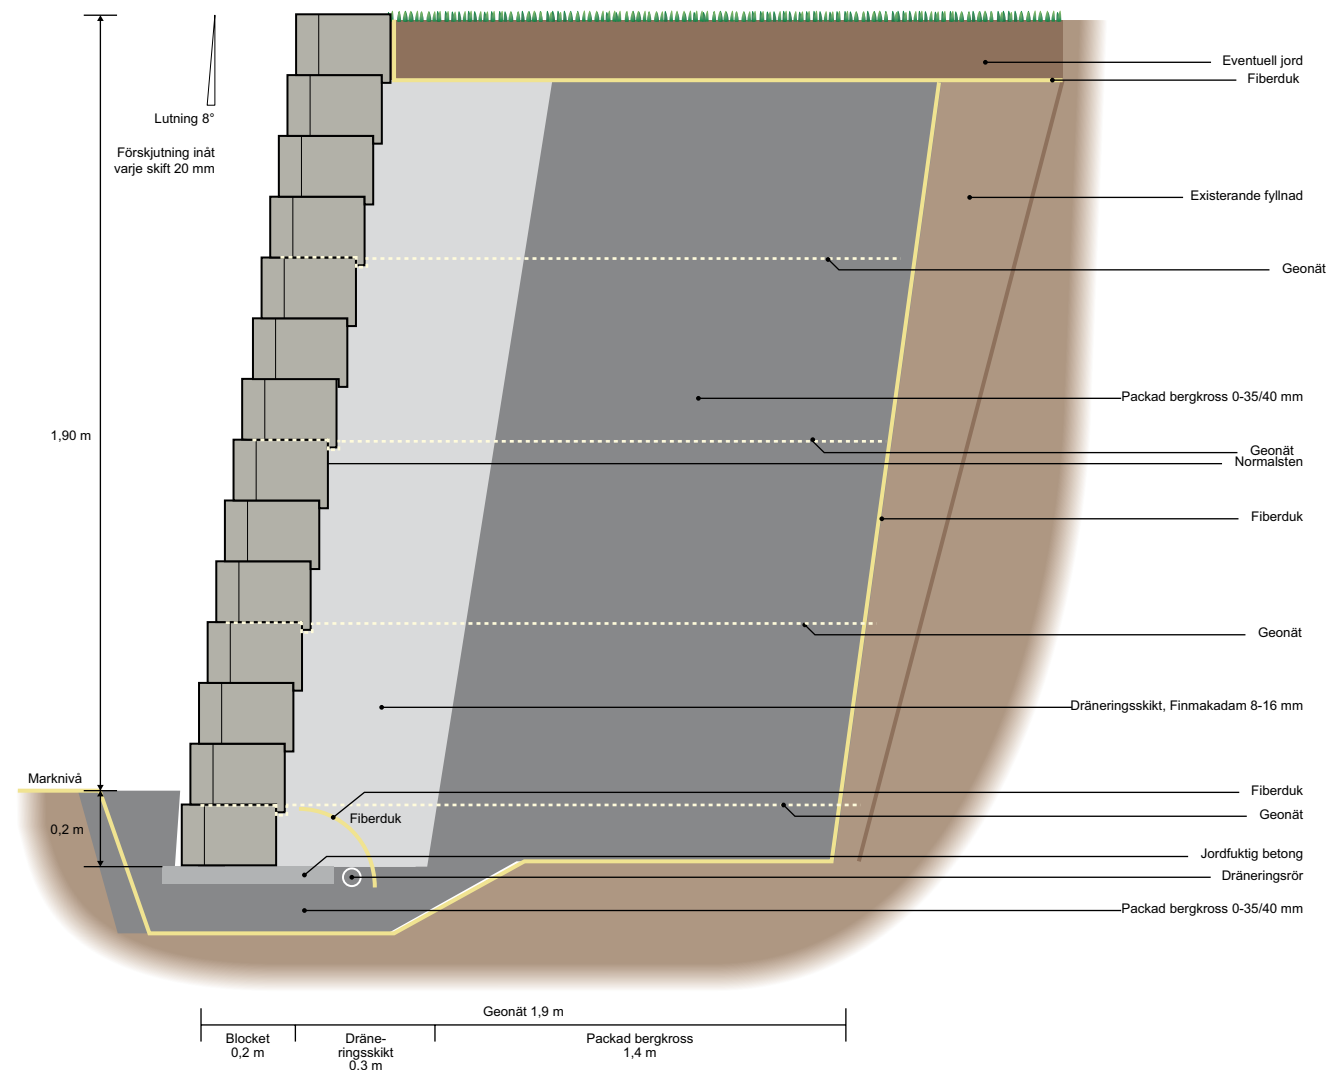 Eventuell jord
Fiberduk
Lutning 8°
Förskjutning inåt
varje skift 20 mm
Existerande fyllnad
Geonät
Packad bergkross 0-35/40 mm
1,90 m
Geonät
Normalsten
Fiberduk
Geonät
Dräneringsskikt, Finmakadam 8-16 mm
Marknivå
Fiberduk
Geonät
Fiberduk
0,2 m
Jordfuktig betong
Dräneringsrör
Packad bergkross 0-35/40 mm
Geonät 1,9 m
Blocket
0,2 m
Dräne-
ringsskikt
0.3 m
Packad bergkross
1,4 m